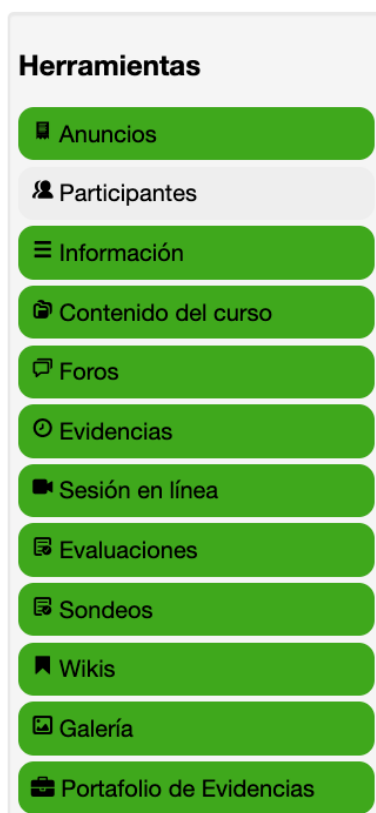 Herramientas
Anuncios
Participantes
Información
Contenido del curso
Foros
Evidencias
Sesión en línea
Evaluaciones
Sondeos
Wikis
Galería
Portafolio de Evidencias